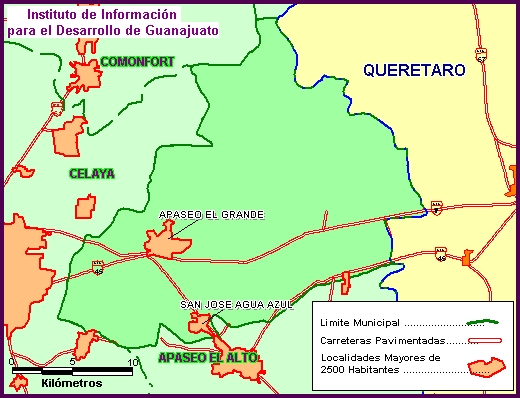 Instituto de Información
para el Desarrollo de Guanajuato
COMONFORT
QUERETARO
CELAYA
APASEO EL GRANDE
SAN JOSE AGUA AZUL
APASEO EL ALTO
0 5 10
Kilómetros
Limite Municipal
Carreteras Pavimentadas
Localidades Mayores de
2500 Habitantes